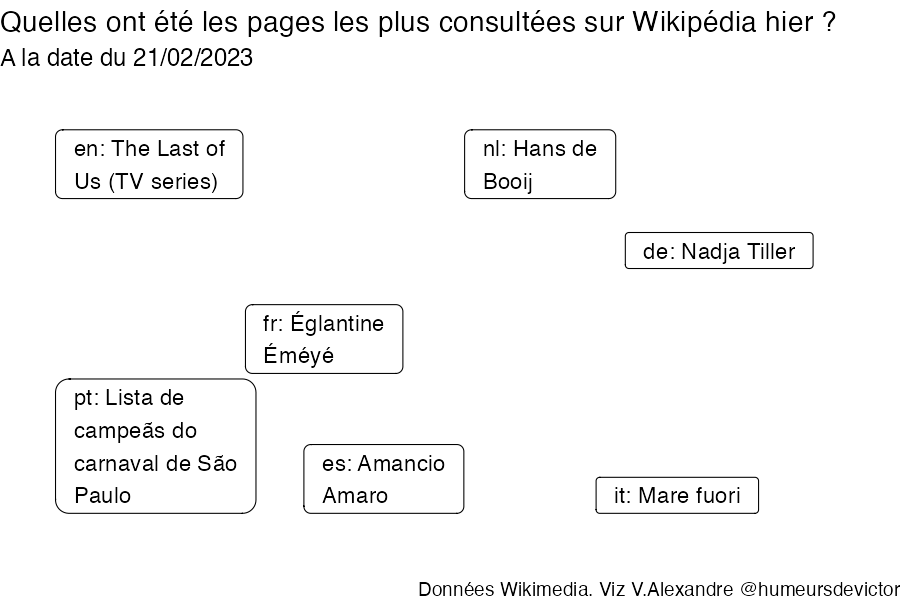 Quelles ont été les pages les plus consultées sur Wikipédia hier ?
A la date du 21/02/2023
en: The Last of
Us (TV series)
nl: Hans de
Booij
de: Nadja Tiller
fr: Églantine
Éméyé
pt: Lista de
campeãs do
carnaval de São
Paulo
es: Amancio
Amaro
it: Mare fuori
Données Wikimedia. Viz V.Alexandre @humeursdevictor